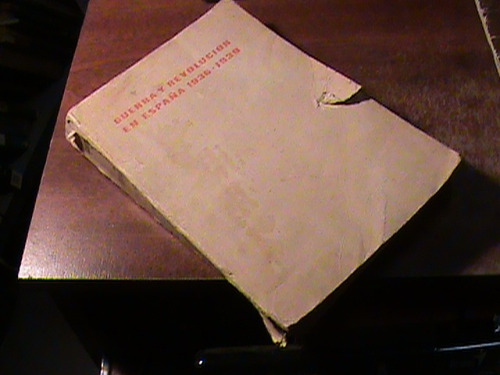 GUERRA Y REVOLUCION
EN ESPAÑA 1936-1939